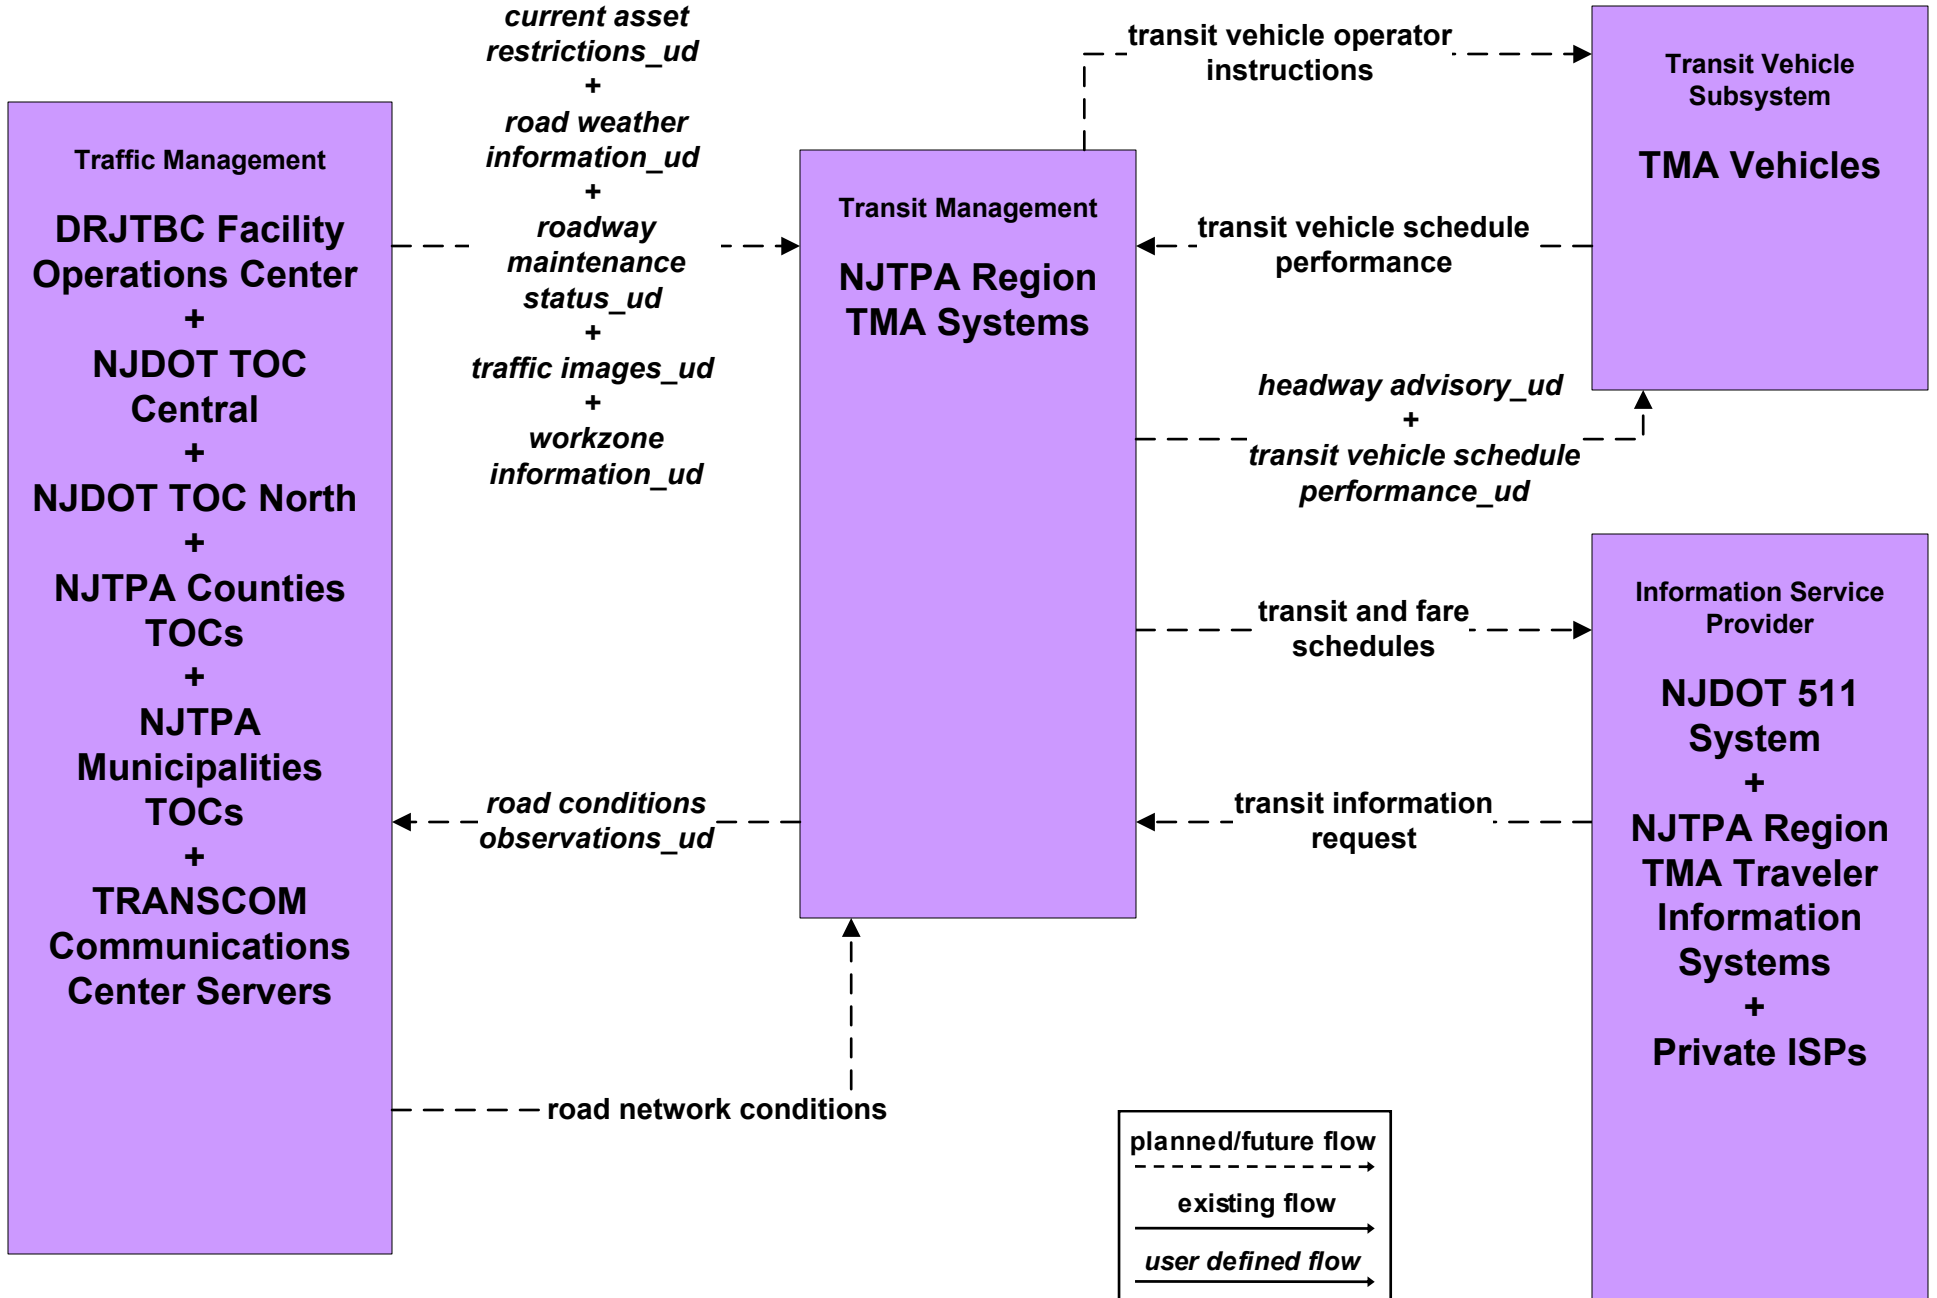 Traffic Management
DRJTBC Facility
Operations Center
+
NJDOT TOC
Central
+
NJDOT TOC North
+
NJTPA Counties
TOCs
+
NJTPA
Municipalities
TOCs
+
TRANSCOM
Communications
Center Servers
current asset
restrictions_ud
+
road weather
information_ud
+
roadway
maintenance
status_ud
+
traffic images_ud
+
workzone
information_ud
road conditions
observations_ud
road network conditions
Transit Management
NJTPA Region
TMA Systems
transit vehicle operator
instructions
transit vehicle schedule
performance
headway advisory_ud
+
transit vehicle schedule
performance_ud
transit and fare
schedules
transit information
request
Transit Vehicle
Subsystem
TMA Vehicles
Information Service
Provider
NJDOT 511
System
+
NJTPA Region
TMA Traveler
Information
Systems
+
Private ISPs
planned/future flow
existing flow
user defined flow